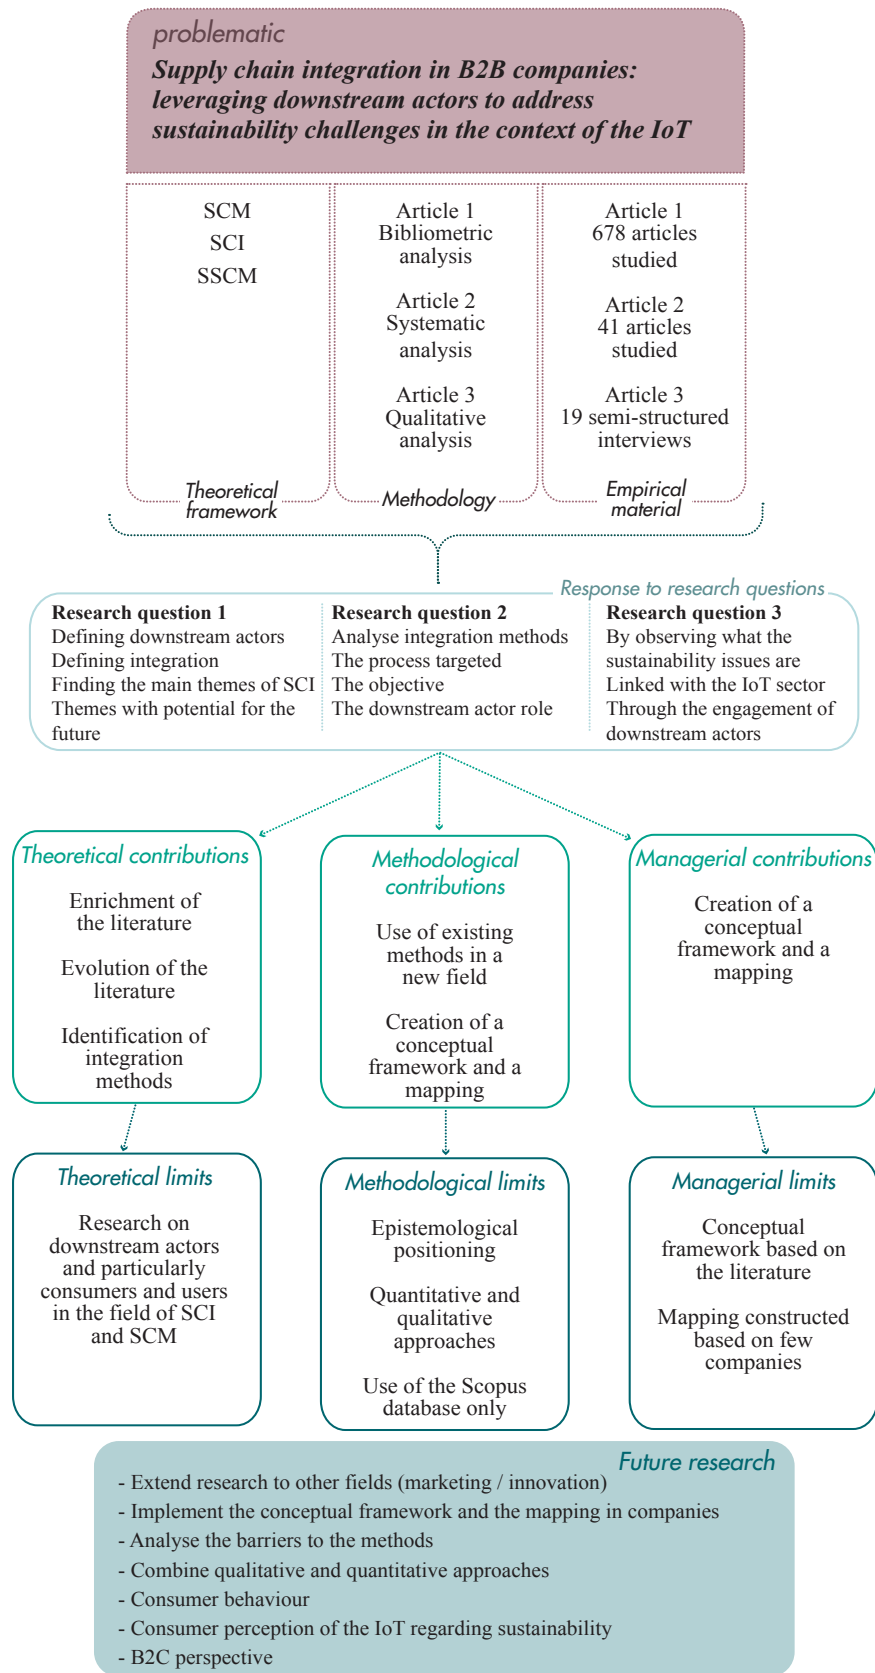 problematic
Supply chain integration in B2B companies:
leveraging downstream actors to address
sustainability challenges in the context of the IoT
SCM
SCI
SSCM
Theoretical
framework
Article 1
Bibliometric
analysis
Article 2
Systematic
analysis
Article 3
Qualitative
analysis
Methodology
Article 1
678 articles
studied
Article 2
41 articles
studied
Article 3
19 semi-structured
interviews
Empirical
material
Response to research questions
Research question 1
Defining downstream actors
Defining integration
Finding the main themes of SCI
Themes with potential for the
future
Research question 2
Analyse integration methods
The process targeted
The objective
The downstream actor role
Research question 3
By observing what the
sustainability issues are
Linked with the IoT sector
Through the engagement of
downstream actors
Theoretical contributions
Enrichment of
the literature
Evolution of the
literature
Identification of
integration
methods
Methodological
contributions
Use of existing
methods in a
new field
Creation of a
conceptual
framework and a
mapping
Managerial contributions
Creation of a
conceptual
framework and a
mapping
Theoretical limits
Research on
downstream actors
and particularly
consumers and users
in the field of SCI
and SCM
Methodological limits
Epistemological
positioning
Quantitative and
qualitative
approaches
Use of the Scopus
database only
Managerial limits
Conceptual
framework based on
the literature
Mapping constructed
based on few
companies
Future research
- Extend research to other fields (marketing / innovation)
- Implement the conceptual framework and the mapping in companies
- Analyse the barriers to the methods
- Combine qualitative and quantitative approaches
- Consumer behaviour
- Consumer perception of the IoT regarding sustainability
- B2C perspective